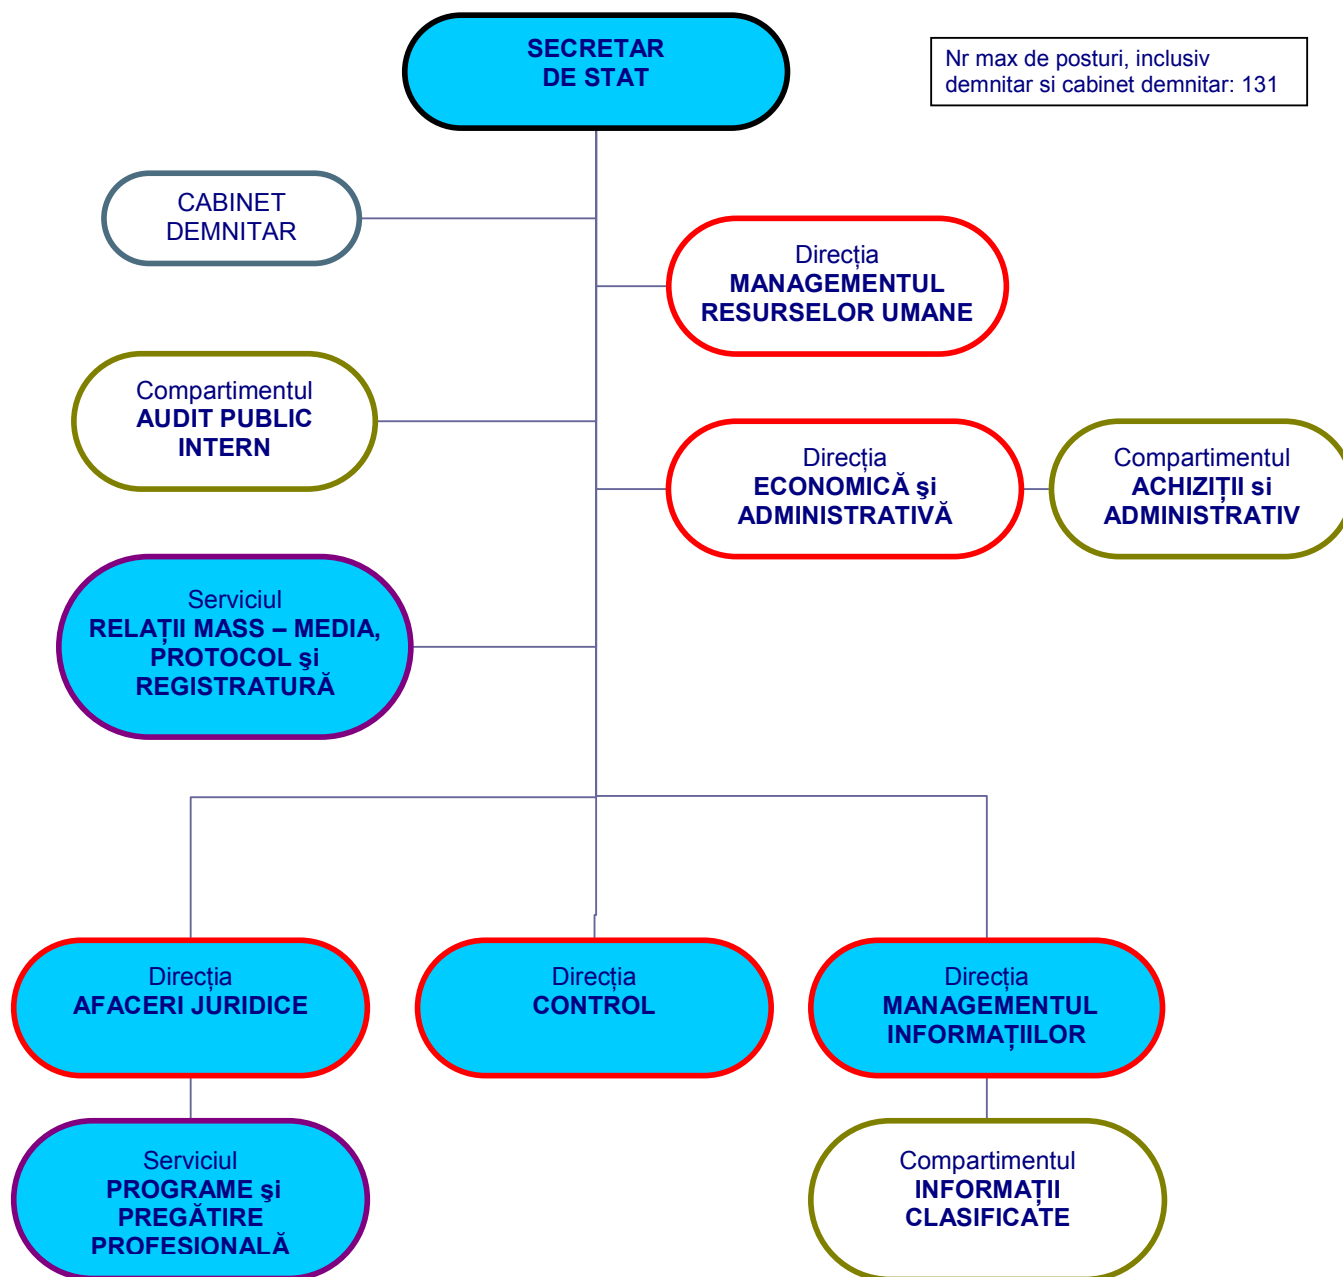 SECRETAR
DE STAT
Nr max de posturi, inclusiv
demnitar si cabinet demnitar: 131
CABINET
DEMNITAR
Direcția
MANAGEMENTUL
RESURSELOR UMANE
Compartimentul
AUDIT PUBLIC
INTERN
Direcția
ECONOMICĂ şi
ADMINISTRATIVĂ
Compartimentul
ACHIZIȚII si
ADMINISTRATIV
Serviciul
RELAȚII MASS – MEDIA,
PROTOCOL şi
REGISTRATURĂ
Direcția
AFACERI JURIDICE
Direcția
CONTROL
Direcția
MANAGEMENTUL
INFORMAȚIILOR
Serviciul
PROGRAME şi
PREGĂTIRE
PROFESIONALĂ
Compartimentul
INFORMAȚII
CLASIFICATE